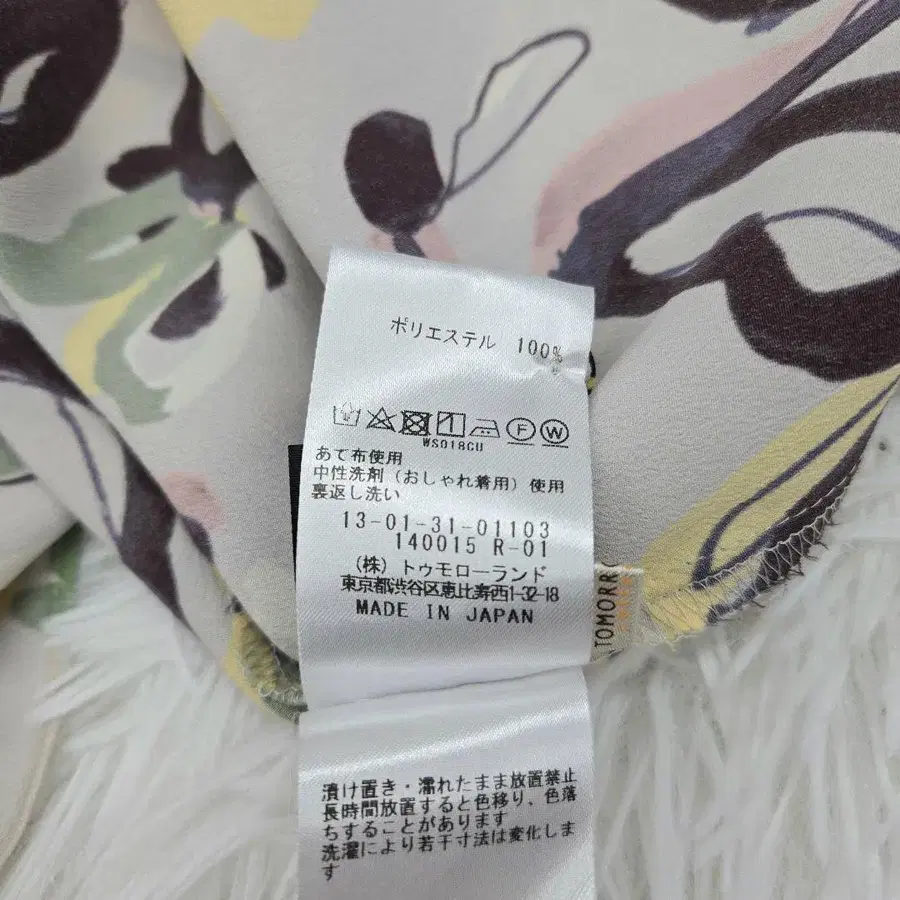 ポリエステル 100%
F W
WS018CU
あて布使用
中性洗剤（おしゃれ着用）使用
裏返し洗い
13-01-31-01103
140015 R-01
（株）トゥモローランド
東京都渋谷区恵比寿西1-32-18
MADE IN JAPAN
TOMORR
漬け置き・濡れたまま放置禁止
長時間放置すると色移り、色落
ちすることがあります
洗濯により若干寸法は変化しま
す